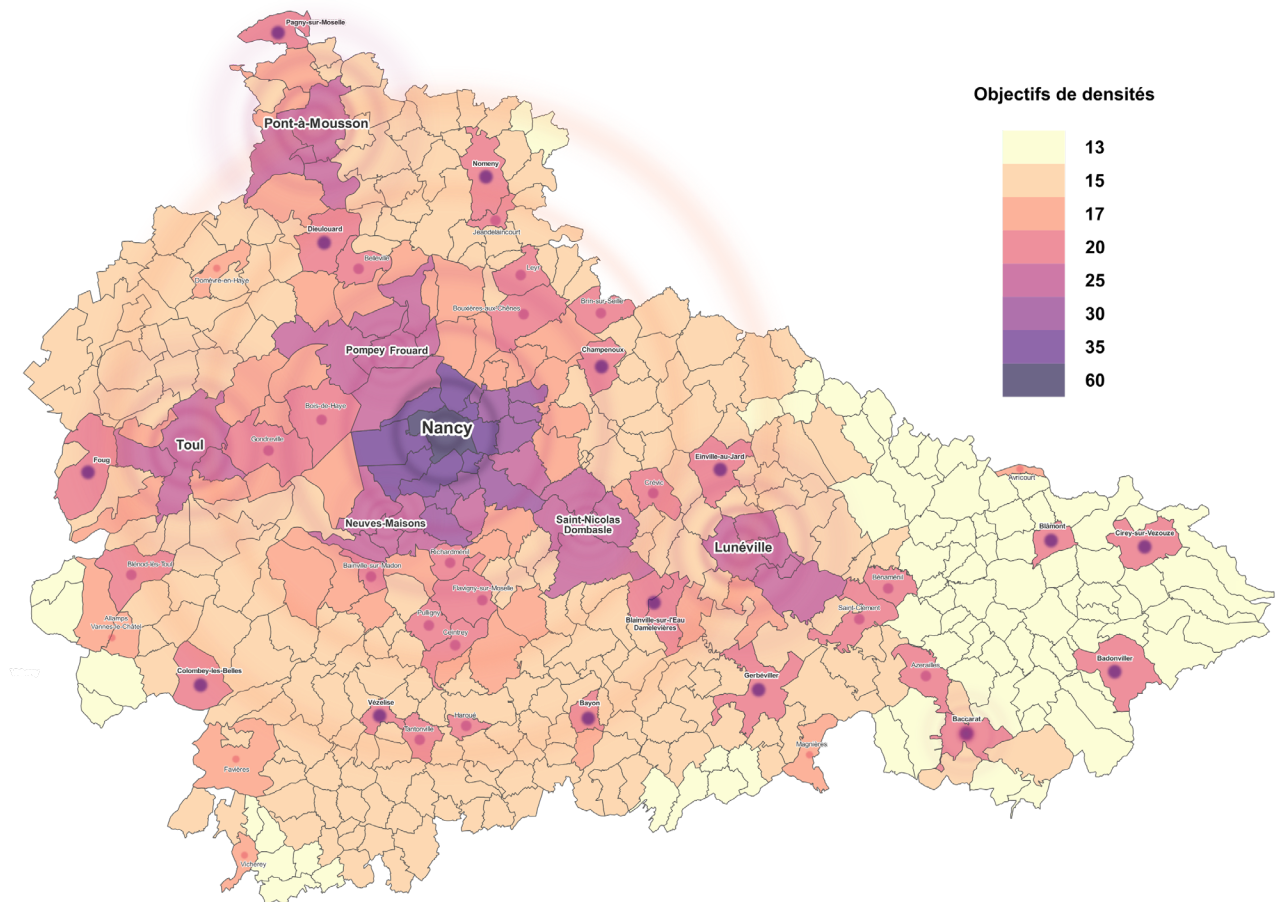 Pagny-sur-Moselle
Objectifs de densités
Pont-à-Mousson
13
15
Nomeny
17
Dieulouard
Jeandelaincourt
20
Belleville
Leyr
Domèvre-en-Haye
25
Brin-sur-Seille
Bouxières-aux-Chênes
30
Pompey Frouard
Champenoux
35
60
Bois-de-Haye
Nancy
Toul
Gondreville
Foug
Einville-au-Jard
Avricourt
Crévic
Neuves-Maisons
Saint-Nicolas
Dombasle
Blâmont
Cirey-sur-Vezouze
Lunéville
Richardménil
Blénod-lès-Toul
Bainville-sur-Madon
Bénaménil
Flavigny-sur-Moselle
Saint-Clément
Allamps
Vannes-le-Châtel
Pulligny
Blainville-sur-l'Eau
Damelevières
Ceintrey
Colombey-les-Belles
Azerailles
Badonviller
Gerbéviller
Vézelise
Haroué
Bayon
Baccarat
Tantonville
Magnières
Favières
Vicherey